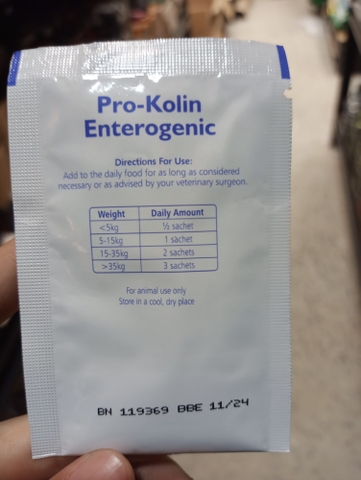 Pro-Kolin
Enterogenic
Directions For Use:
Add to the daily food for as long as considered
necessary or as advised by your veterinary surgeon.
Weight Daily Amount
<5kg ½ sachet
5-15kg 1 sachet
15-35kg 2 sachets
>35kg 3 sachets
For animal use only
Store in a cool, dry place
BN 119369 BBE 11/24